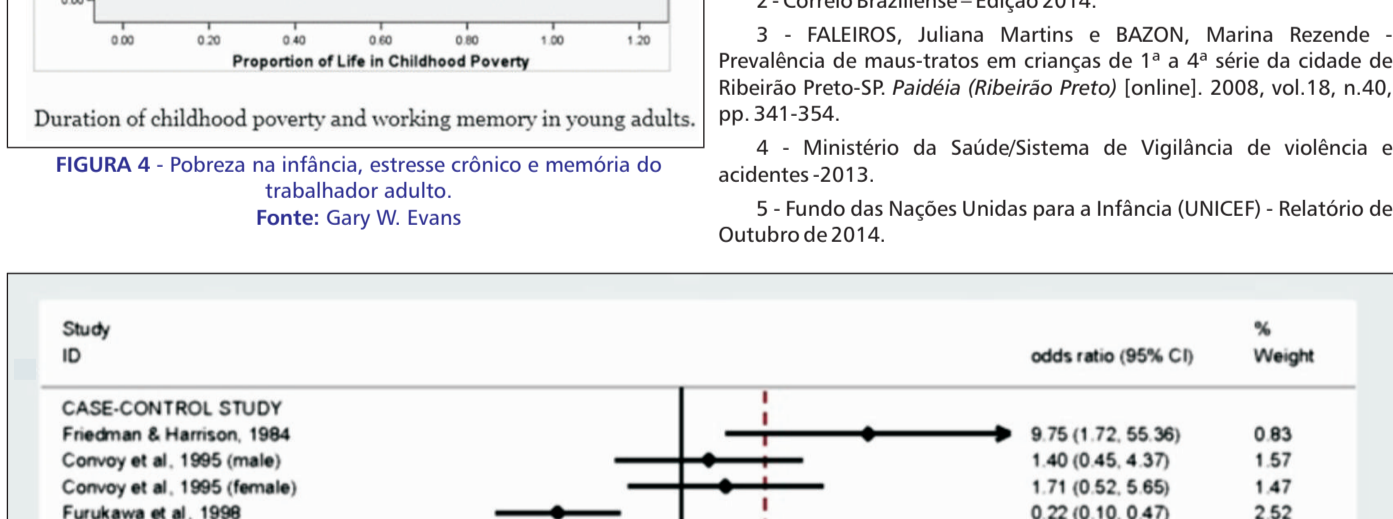 0.00
0.00 0.20 0.40 0.60 0.80 1.00 1.20
Proportion of Life in Childhood Poverty
Duration of childhood poverty and working memory in young adults.
FIGURA 4 - Pobreza na infância, estresse crônico e memória do
trabalhador adulto.
Fonte: Gary W. Evans
2 - Correio Braziliense – Edição 2014.
3 - FALEIROS, Juliana Martins e BAZON, Marina Rezende -
Prevalência de maus-tratos em crianças de 1ª a 4ª série da cidade de
Ribeirão Preto-SP. Paidéia (Ribeirão Preto) [online]. 2008, vol.18, n.40,
pp. 341-354.
4 - Ministério da Saúde/Sistema de Vigilância de violência e
acidentes -2013.
5 - Fundo das Nações Unidas para a Infância (UNICEF) - Relatório de
Outubro de 2014.
Study %
ID odds ratio (95% CI) Weight
CASE-CONTROL STUDY
Friedman & Harrison, 1984 9.75 (1.72, 55.36) 0.83
Convoy et al, 1995 (male) 1.40 (0.45, 4.37) 1.57
Convoy et al, 1995 (female) 1.71 (0.52, 5.65) 1.47
Furukawa et al, 1998 0.22 (0.10, 0.47) 2.52